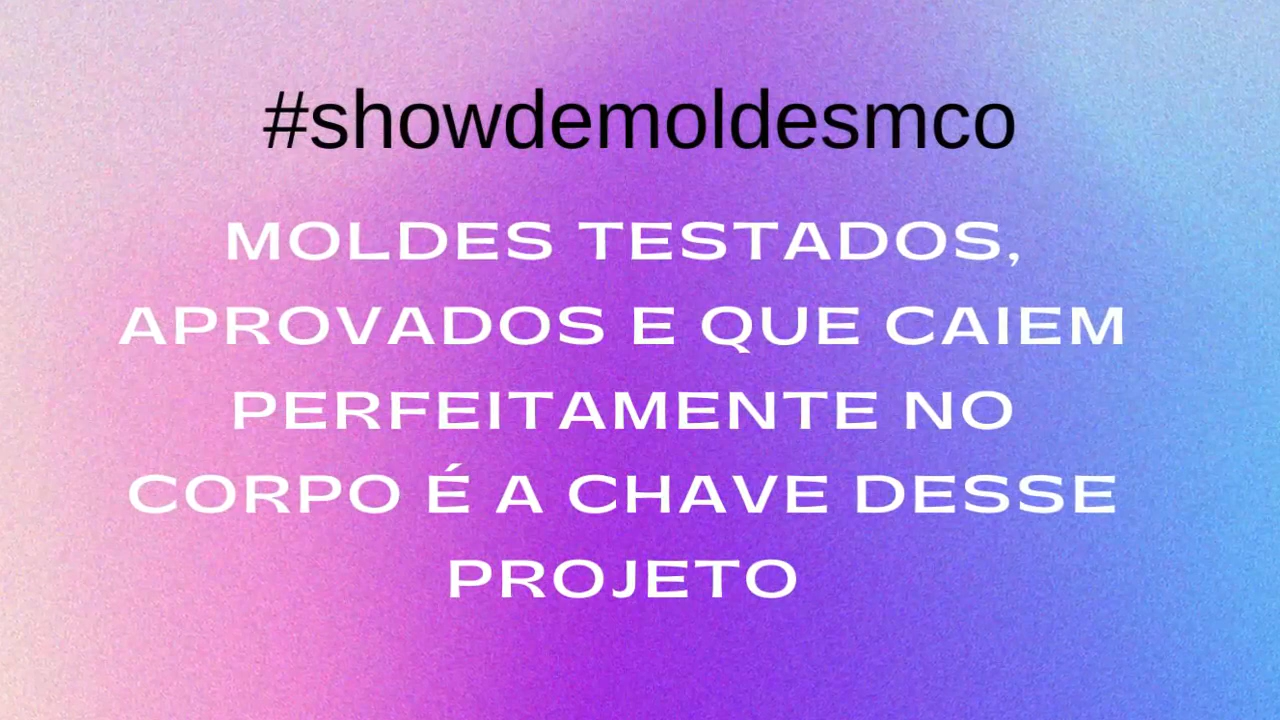 #showdemoldesmco
MOLDES TESTADOS,
APROVADOS E QUE CAIEM
PERFEITAMENTE NO
CORPO É A CHAVE DESSE
PROJETO